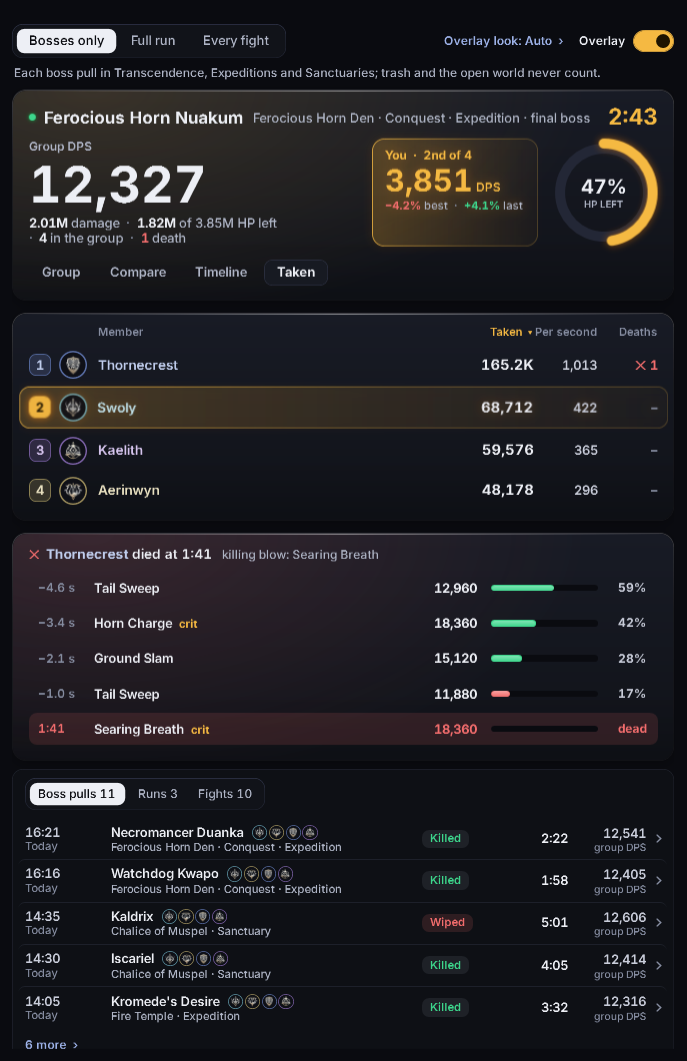 Bosses only Full run Every fight Overlay look: Auto › Overlay
Each boss pull in Transcendence, Expeditions and Sanctuaries; trash and the open world never count.
Ferocious Horn Nuakum Ferocious Horn Den · Conquest · Expedition · final boss 2:43
Group DPS
12,327
2.01M damage · 1.82M of 3.85M HP left
· 4 in the group · 1 death
You · 2nd of 4
3,851 DPS
−4.2% best · +4.1% last
47%
HP LEFT
Group Compare Timeline Taken
Member Taken ▾ Per second Deaths
1 Thornecrest 165.2K 1,013 ✕ 1
2 Swoly 68,712 422 –
3 Kaelith 59,576 365 –
4 Aerinwyn 48,178 296 –
✕ Thornecrest died at 1:41 killing blow: Searing Breath
−4.6 s Tail Sweep 12,960 59%
−3.4 s Horn Charge crit 18,360 42%
−2.1 s Ground Slam 15,120 28%
−1.0 s Tail Sweep 11,880 17%
1:41 Searing Breath crit 18,360 dead
Boss pulls 11 Runs 3 Fights 10
16:21 Necromancer Duanka Killed 2:22 12,541 ›
Today Ferocious Horn Den · Conquest · Expedition group DPS
16:16 Watchdog Kwapo Killed 1:58 12,405 ›
Today Ferocious Horn Den · Conquest · Expedition group DPS
14:35 Kaldrix Wiped 5:01 12,606 ›
Today Chalice of Muspel · Sanctuary group DPS
14:30 Iscariel Killed 4:05 12,414 ›
Today Chalice of Muspel · Sanctuary group DPS
14:05 Kromede's Desire Killed 3:32 12,316 ›
Today Fire Temple · Expedition group DPS
6 more ›